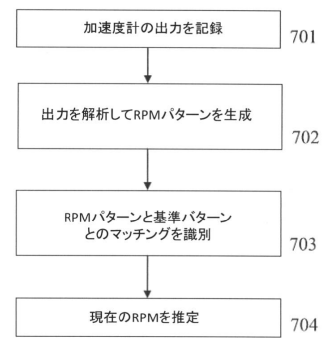 加速度計の出力を記録
701
出力を解析してRPMパターンを生成
702
RPMパターンと基準パターン
とのマッチングを識別
703
現在のRPMを推定
704